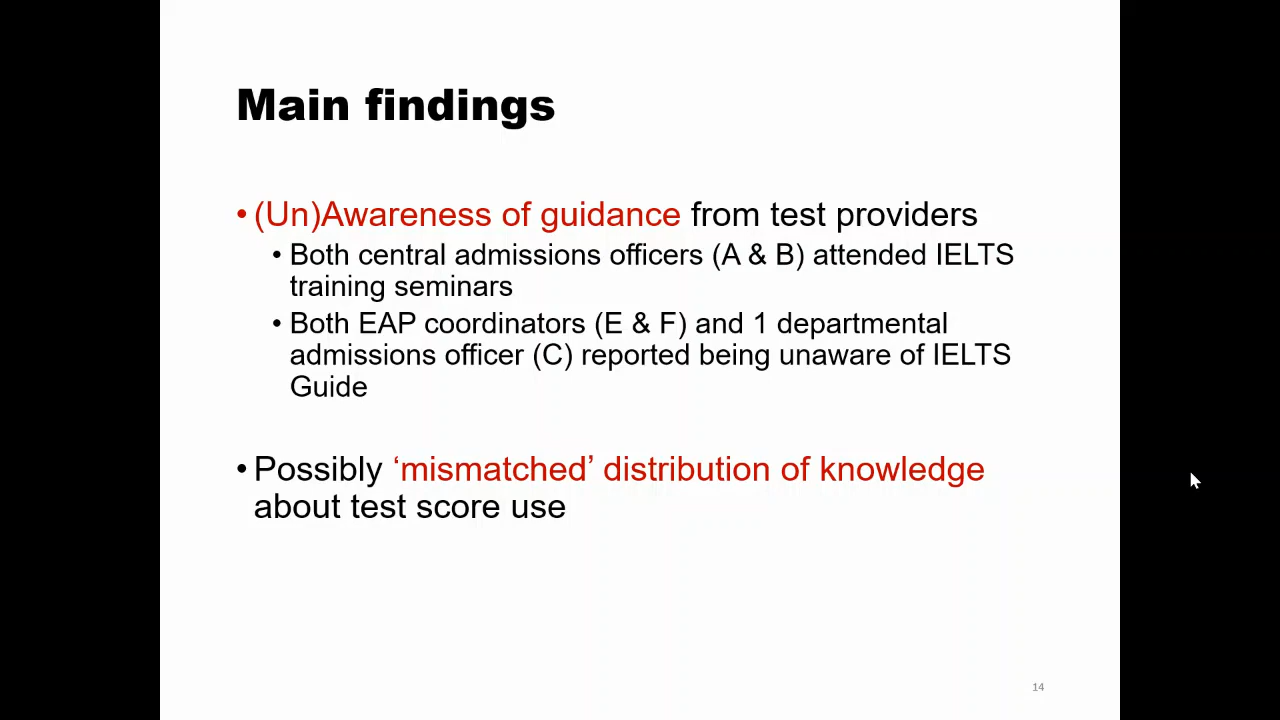 Main findings
• (Un)Awareness of guidance from test providers
• Both central admissions officers (A & B) attended IELTS
training seminars
• Both EAP coordinators (E & F) and 1 departmental
admissions officer (C) reported being unaware of IELTS
Guide
• Possibly ‘mismatched’ distribution of knowledge
about test score use
14